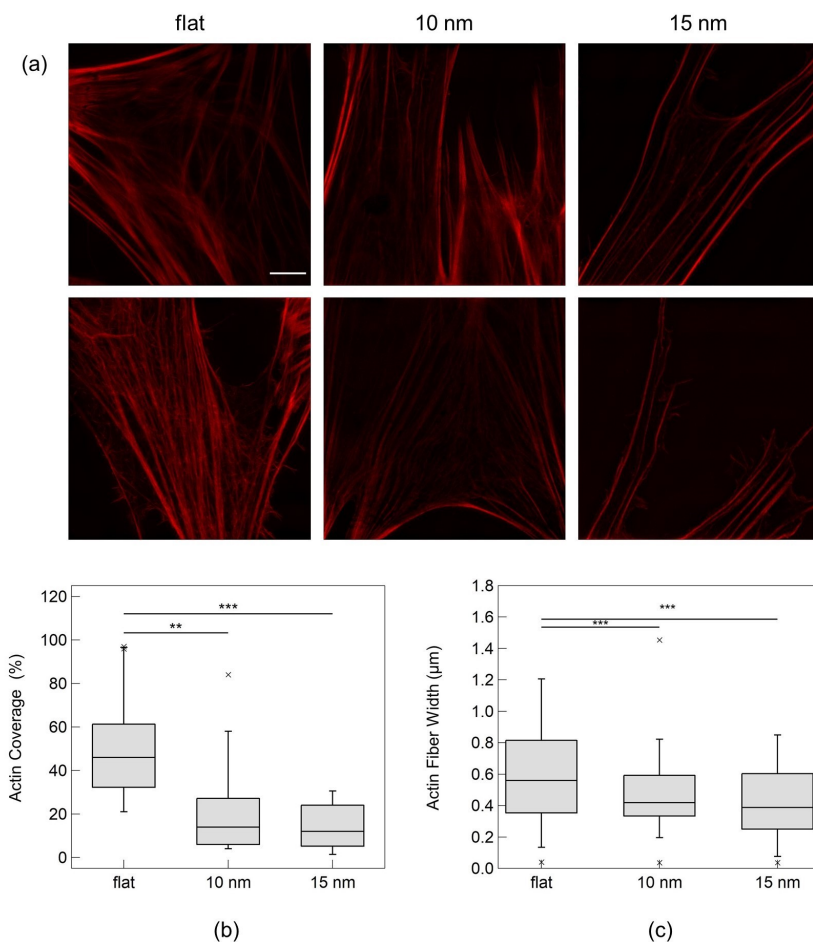 flat 10 nm 15 nm
(a)
120
100
80
60
40
20
0
Actin Coverage (%)
***
**
flat 10 nm 15 nm
(b)
1.8
1.6
1.4
1.2
1.0
0.8
0.6
0.4
0.2
0.0
Actin Fiber Width (μm)
***
***
flat 10 nm 15 nm
(c)